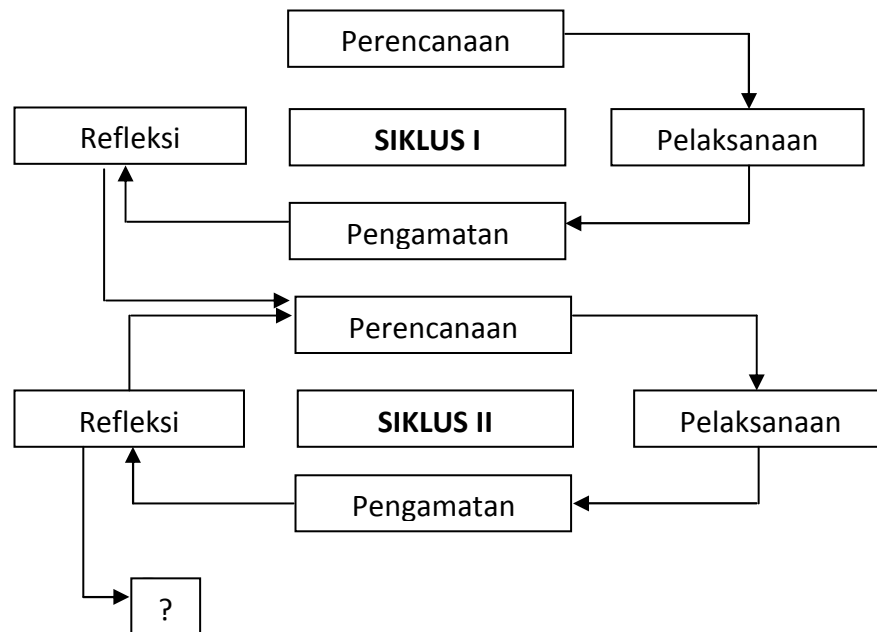 Perencanaan
Refleksi
SIKLUS I
Pelaksanaan
Pengamatan
Perencanaan
Refleksi
SIKLUS II
Pelaksanaan
Pengamatan
?